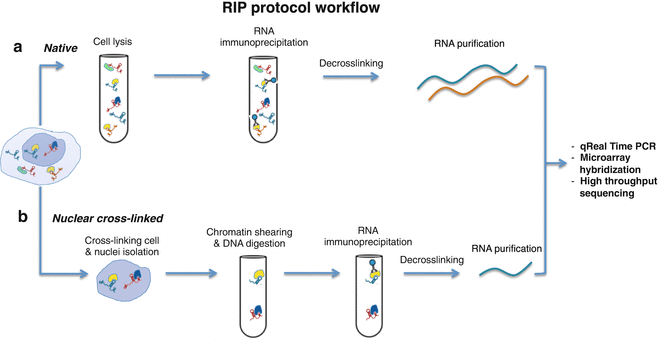 RIP protocol workflow
a
Native
Cell lysis
RNA
immunoprecipitation
Decrosslinking
RNA purification
- qReal Time PCR
- Microarray
hybridization
- High throughput
sequencing
b
Nuclear cross-linked
Cross-linking cell
& nuclei isolation
Chromatin shearing
& DNA digestion
RNA
immunoprecipitation
Decrosslinking
RNA purification